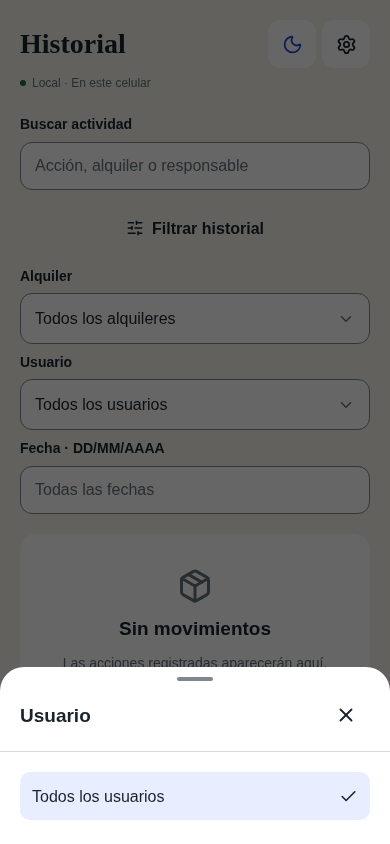 Historial
Local · En este celular
Buscar actividad
Acción, alquiler o responsable
Filtrar historial
Alquiler
Todos los alquileres
Usuario
Todos los usuarios
Fecha · DD/MM/AAAA
Todas las fechas
Sin movimientos
Las acciones registradas aparecerán aquí.
Usuario
Todos los usuarios